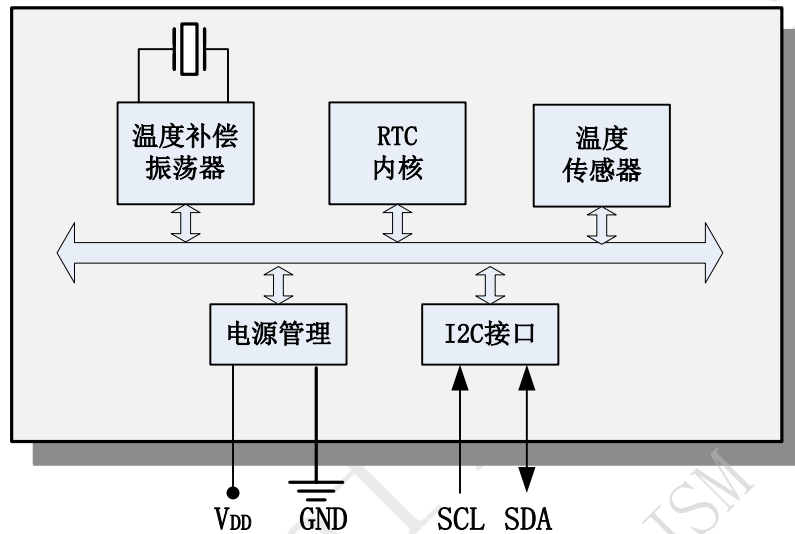 温度补偿
振荡器
RTC
内核
温度
传感器
电源管理
I2C接口
VDD
GND
SCL
SDA